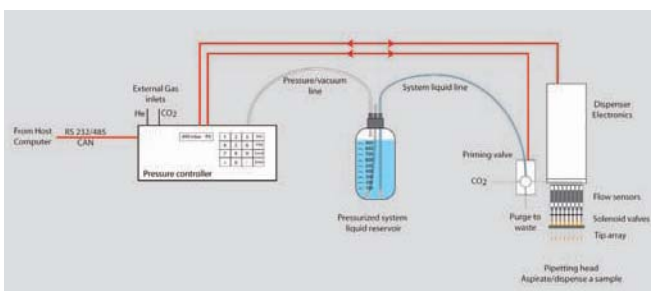 External Gas
inlets
He
CO2
From Host
Computer
RS 232/485
CAN
Pressure controller
Pressure/vacuum
line
System liquid line
Pressurized system
liquid reservoir
Priming valve
CO2
Purge to
waste
Dispenser
Electronics
Flow sensors
Solenoid valves
Tip array
Pipetting head
Aspirate/dispense a sample